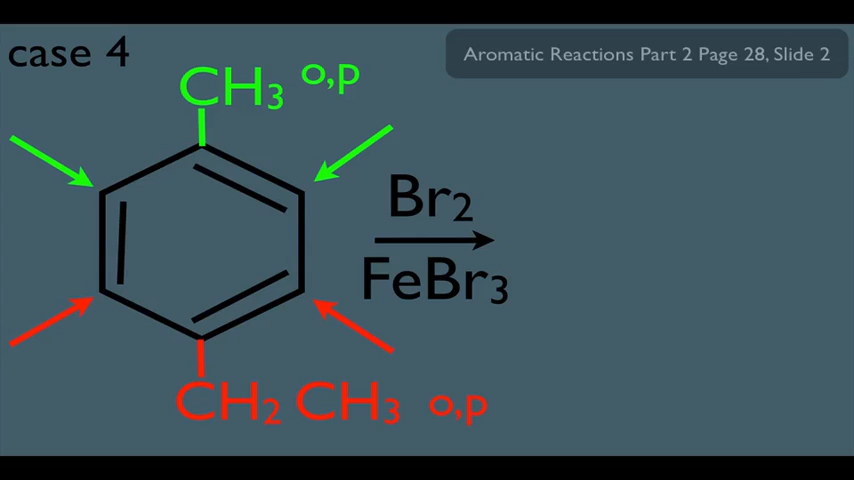 case 4
Aromatic Reactions Part 2 Page 28, Slide 2
CH3 o,p
Br2
FeBr3
CH2 CH3 o,p